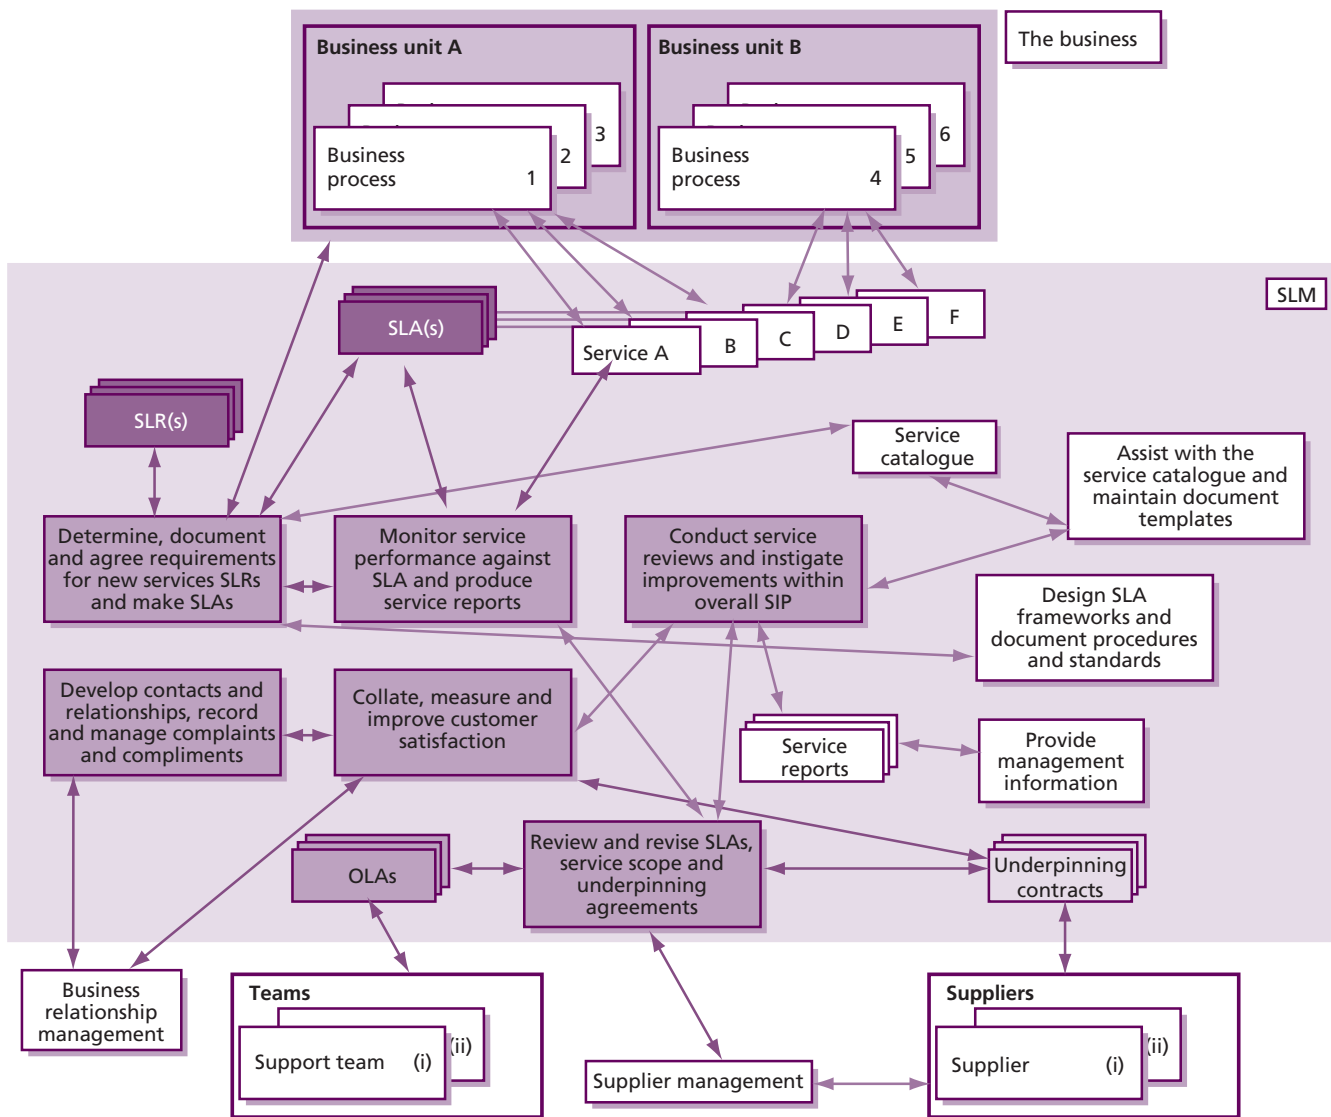 Business unit A
Business unit B
The business
3
6
2
5
Business
process
1
Business
process
4
SLM
SLA(s)
F
E
D
C
B
Service A
SLR(s)
Service
catalogue
Assist with the
service catalogue and
maintain document
templates
Determine, document
and agree requirements
for new services SLRs
and make SLAs
Monitor service
performance against
SLA and produce
service reports
Conduct service
reviews and instigate
improvements within
overall SIP
Design SLA
frameworks and
document procedures
and standards
Develop contacts and
relationships, record
and manage complaints
and compliments
Collate, measure and
improve customer
satisfaction
Service
reports
Provide
management
information
OLAs
Review and revise SLAs,
service scope and
underpinning
agreements
Underpinning
contracts
Business
relationship
management
Teams
(ii)
Support team (i)
Supplier management
Suppliers
(ii)
Supplier (i)